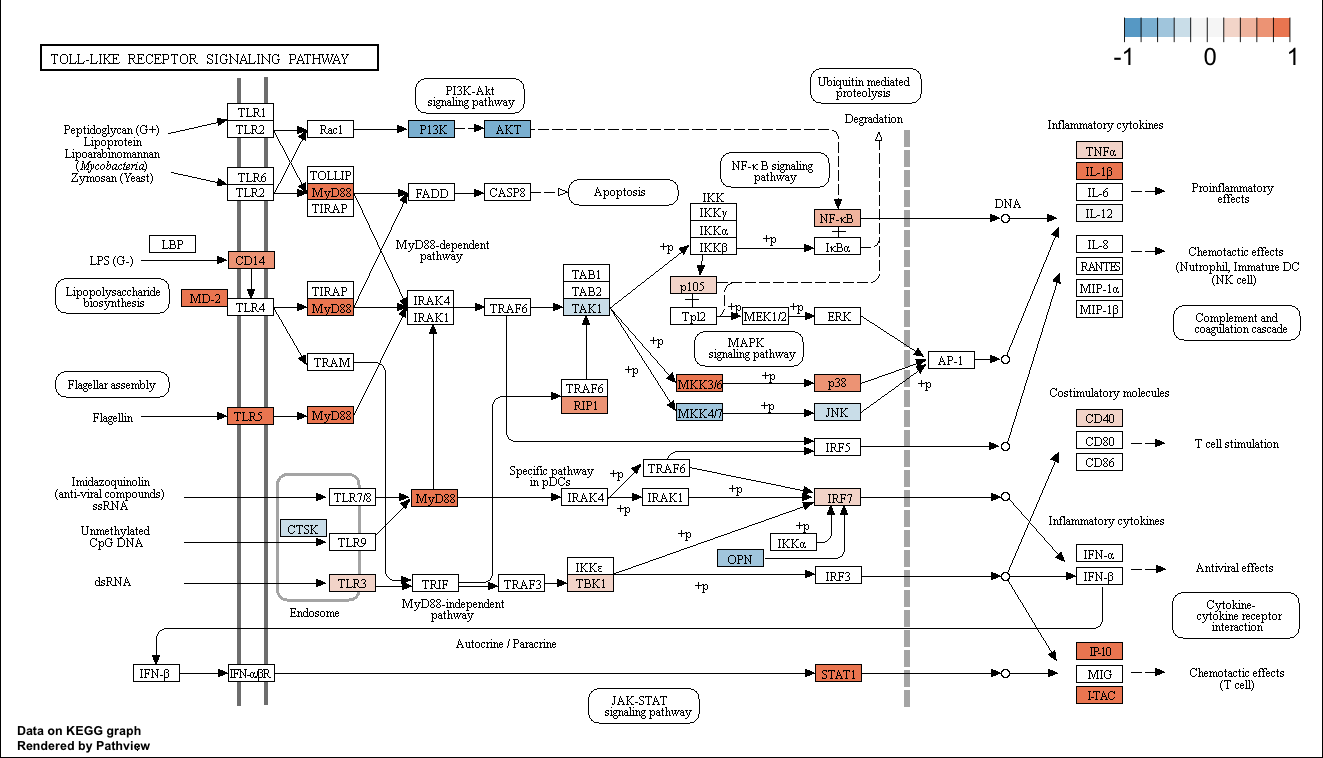 -1 0 1
TOLL-LIKE RECEPTOR SIGNALING PATHWAY
PI3K-Akt
signaling pathway
Ubiquitin mediated
proteolysis
Degradation
Peptidoglycan (G+)
Lipoprotein
Lipoarabinomannan
(Mycobacteria)
Zymosan (Yeast)
TLR1
TLR2
TLR6
TLR2
Rac1
P13K
AKT
TOLLIP
MyD88
TIRAP
FADD
CASP8
Apoptosis
NF-κ B signaling
pathway
IKK
IKKγ
IKKα
IKKβ
+p
+p
NF-κB
+
IκBα
DNA
Inflammatory cytokines
TNFα
IL-1β
IL-6
IL-12
Proinflammatory
effects
IL-8
RANTES
MIP-1α
MIP-1β
Chemotactic effects
(Nutrophil, Immature DC
(NK cell)
Complement and
coagulation cascade
LBP
LPS (G-)
CD14
Lipopolysaccharide
biosynthesis
MD-2
TLR4
TIRAP
MyD88
MyD88-dependent
pathway
IRAK4
IRAK1
TRAF6
TAB1
TAB2
TAK1
p105
+
Tpl2
+p
MEK1/2
+p
ERK
MAPK
signaling pathway
AP-1
+p
TRAM
Flagellar assembly
Flagellin
TLR5
MyD88
TRAF6
RIP1
+p
+p
MKK3/6
+p
p38
MKK4/7
+p
JNK
IRF5
Costimulatory molecules
CD40
CD80
CD86
T cell stimulation
Imidazoquinolin
(anti-viral compounds)
ssRNA
TLR7/8
MyD88
Specific pathway
in pDCs
IRAK4
+p
+p
TRAF6
IRAK1
+p
IRF7
Unmethylated
CpG DNA
CTSK
TLR9
+p
OPN
IKKα
+p
Inflammatory cytokines
IFN-α
IFN-β
Antiviral effects
dsRNA
TLR3
Endosome
TRIF
MyD88-independent
pathway
TRAF3
IKKε
TBK1
+p
IRF3
Cytokine-
cytokine receptor
interaction
Autocrine / Paracrine
IFN-β
IFN-αβR
STAT1
JAK-STAT
signaling pathway
IP-10
MIG
I-TAC
Chemotactic effects
(T cell)
Data on KEGG graph
Rendered by Pathview